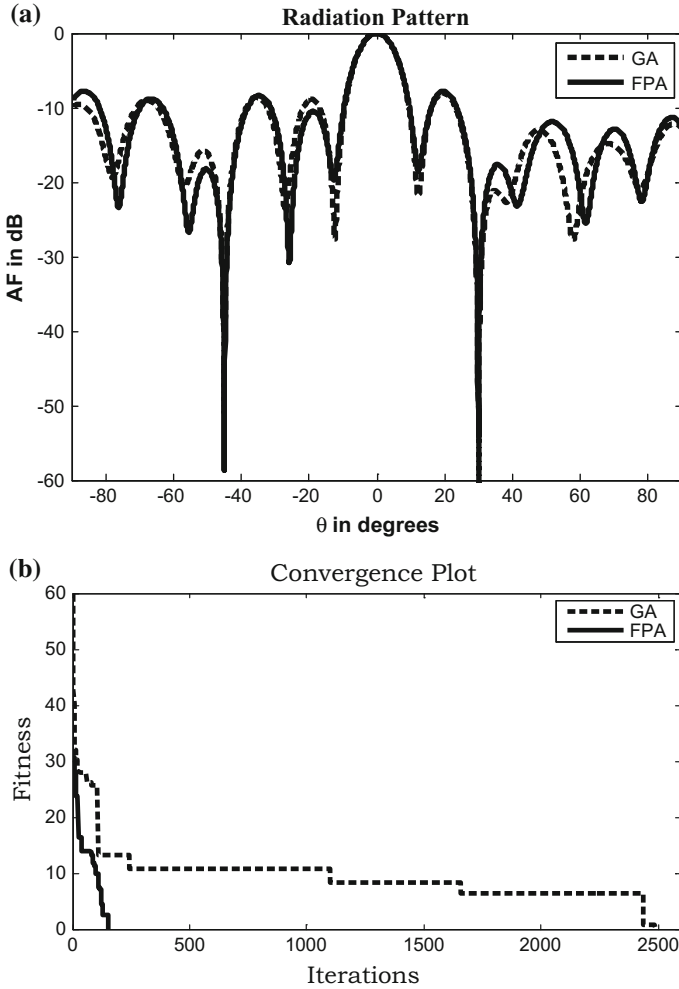 (a)
Radiation Pattern
0
-10
-20
-30
-40
-50
-60
AF in dB
GA
FPA
-80 -60 -40 -20 0 20 40 60 80
θ in degrees
(b)
Convergence Plot
60
50
40
30
20
10
0
Fitness
GA
FPA
0 500 1000 1500 2000 2500
Iterations